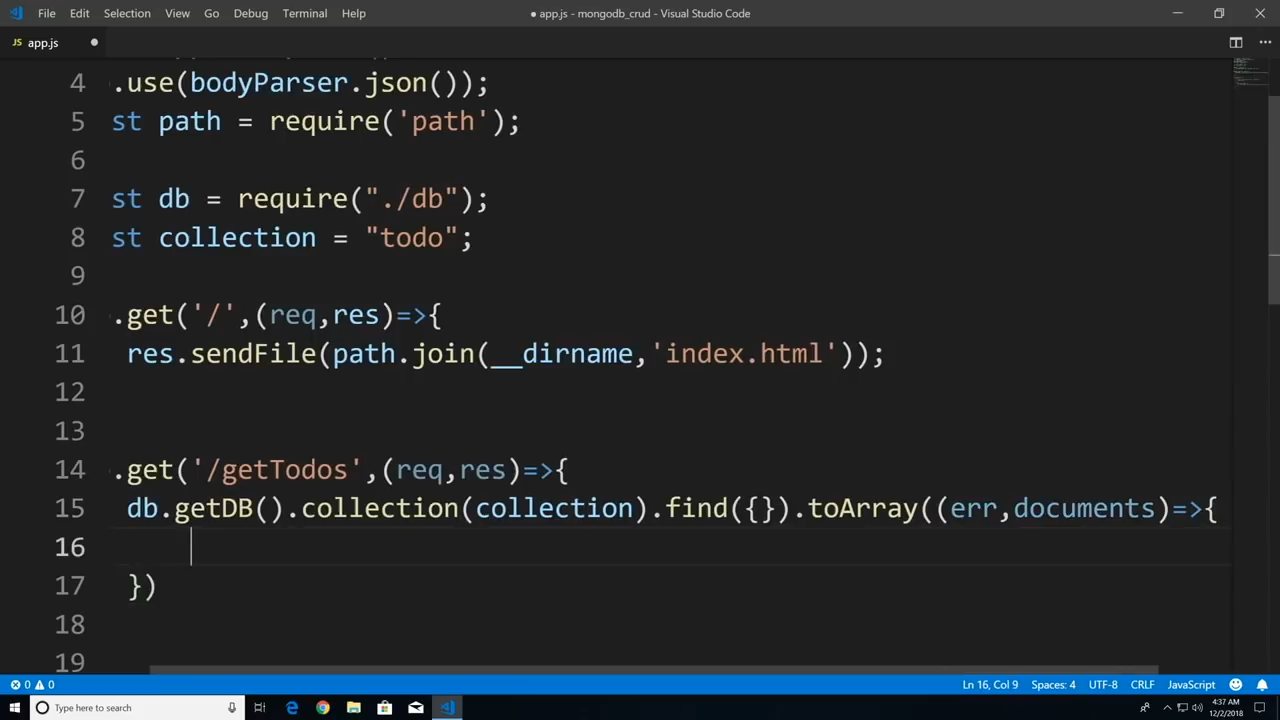 File Edit Selection View Go Debug Terminal Help ● app.js - mongodb_crud - Visual Studio Code
JS app.js ●
4 .use(bodyParser.json());
5 st path = require('path');
6
7 st db = require("./db");
8 st collection = "todo";
9
10 .get('/',(req,res)=>{
11 res.sendFile(path.join(__dirname,'index.html'));
12
13
14 .get('/getTodos',(req,res)=>{
15 db.getDB().collection(collection).find({}).toArray((err,documents)=>{
16
17 })
18
19
0 0 Ln 16, Col 9 Spaces: 4 UTF-8 CRLF JavaScript
Type here to search 4:37 AM
12/2/2018